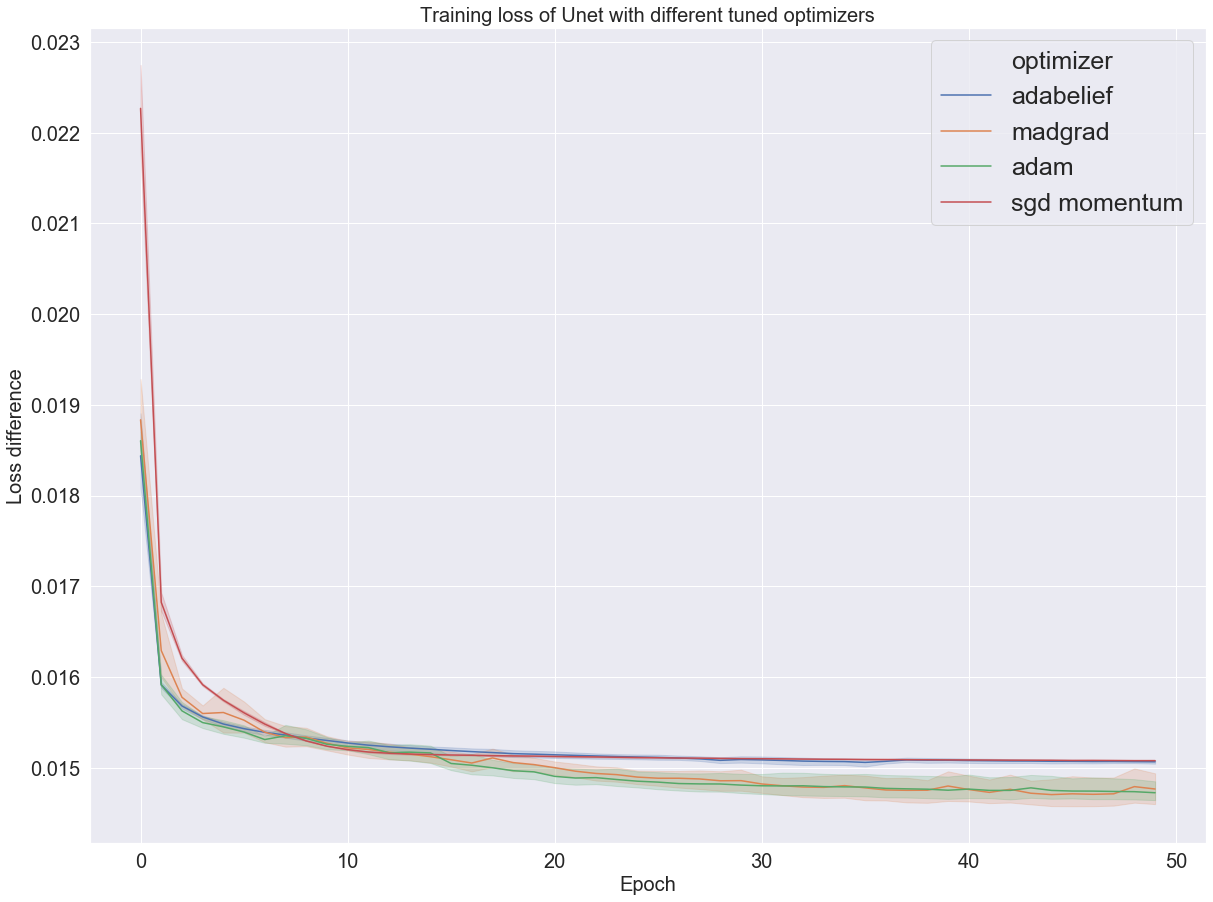 Training loss of Unet with different tuned optimizers
0.023
0.022
0.021
0.020
0.019
0.018
0.017
0.016
0.015
Loss difference
optimizer
adabelief
madgrad
adam
sgd momentum
0 10 20 30 40 50
Epoch